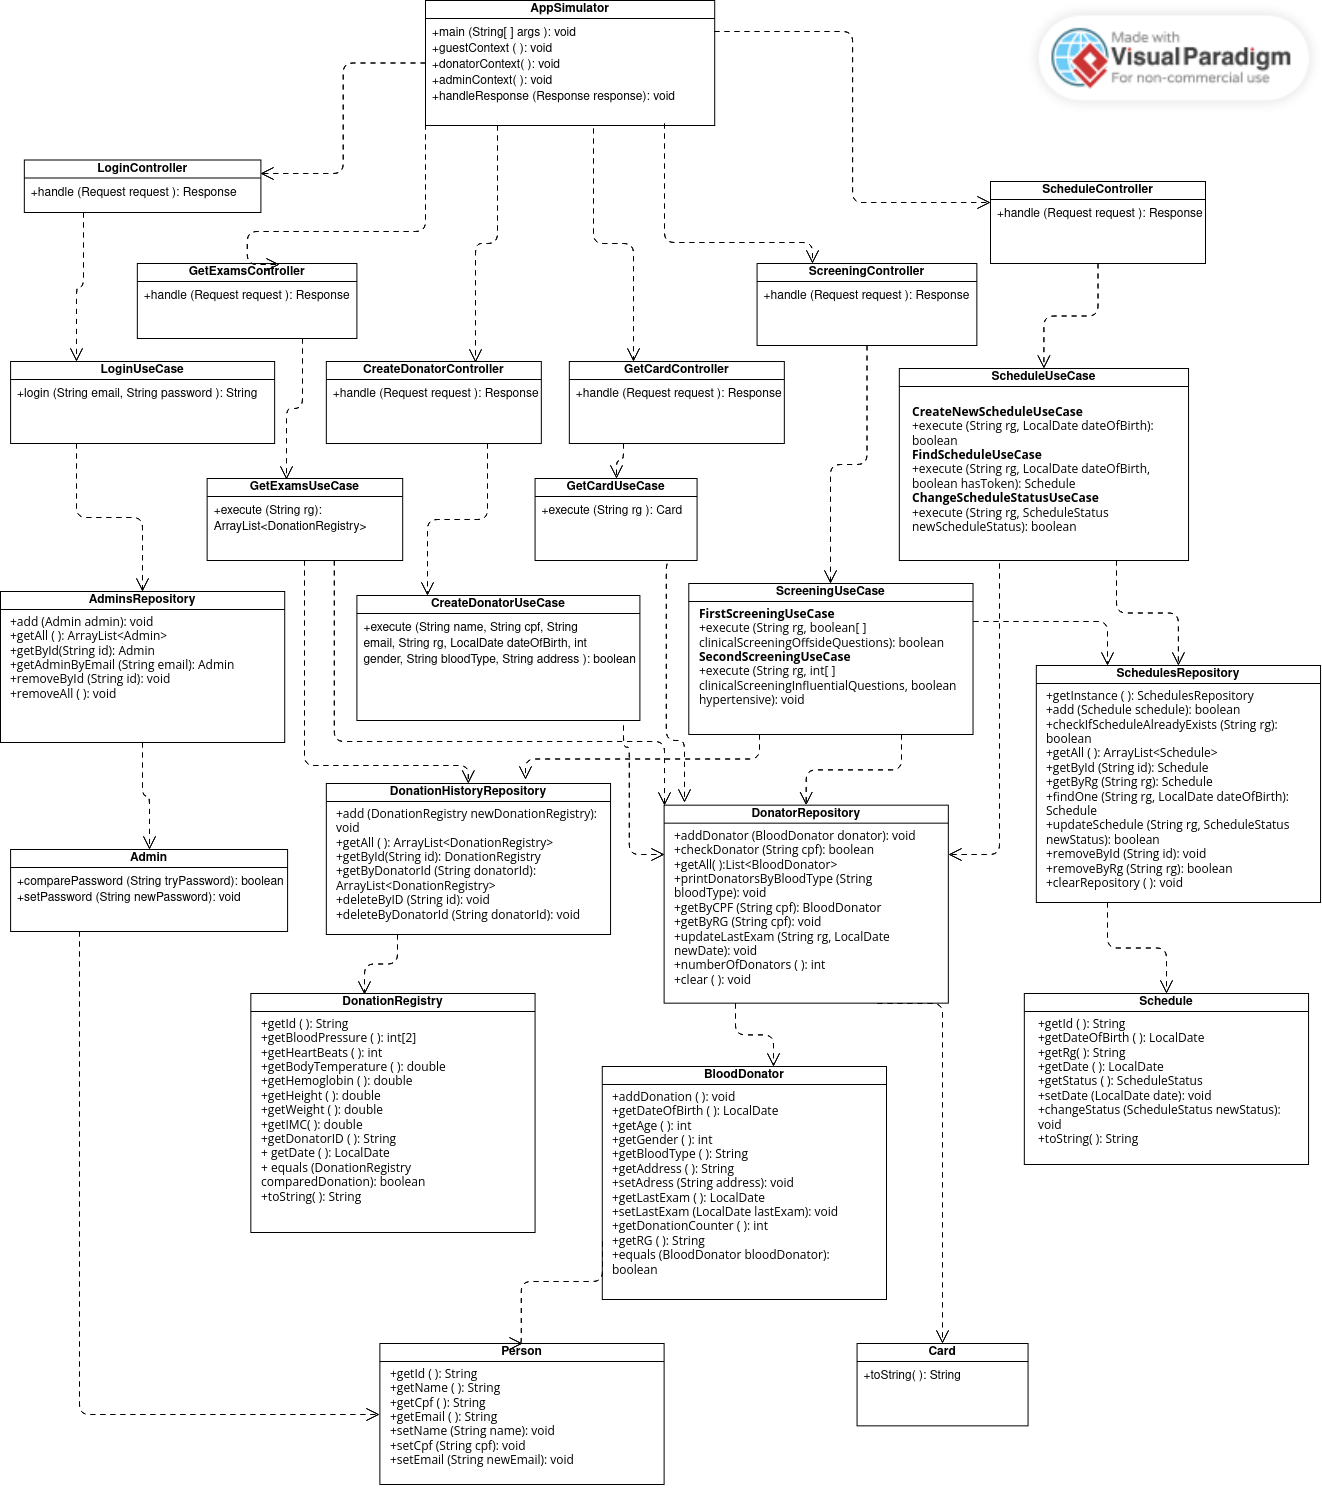 AppSimulator
+main (String[ ] args ): void
+guestContext ( ): void
+donatorContext( ): void
+adminContext( ): void
+handleResponse (Response response): void
Made with
Visual Paradigm
For non-commercial use
LoginController
+handle (Request request ): Response
ScheduleController
+handle (Request request ): Response
GetExamsController
+handle (Request request ): Response
ScreeningController
+handle (Request request ): Response
LoginUseCase
+login (String email, String password ): String
CreateDonatorController
+handle (Request request ): Response
GetCardController
+handle (Request request ): Response
ScheduleUseCase
CreateNewScheduleUseCase
+execute (String rg, LocalDate dateOfBirth):
boolean
FindScheduleUseCase
+execute (String rg, LocalDate dateOfBirth,
boolean hasToken): Schedule
ChangeScheduleStatusUseCase
+execute (String rg, ScheduleStatus
newScheduleStatus): boolean
GetExamsUseCase
+execute (String rg):
ArrayList<DonationRegistry>
GetCardUseCase
+execute (String rg ): Card
AdminsRepository
+add (Admin admin): void
+getAll ( ): ArrayList<Admin>
+getById(String id): Admin
+getAdminByEmail (String email): Admin
+removeById (String id): void
+removeAll ( ): void
CreateDonatorUseCase
+execute (String name, String cpf, String
email, String rg, LocalDate dateOfBirth, int
gender, String bloodType, String address ): boolean
ScreeningUseCase
FirstScreeningUseCase
+execute (String rg, boolean[ ]
clinicalScreeningOffsideQuestions): boolean
SecondScreeningUseCase
+execute (String rg, int[ ]
clinicalScreeningInfluentialQuestions, boolean
hypertensive): void
SchedulesRepository
+getInstance ( ): SchedulesRepository
+add (Schedule schedule): boolean
+checkIfScheduleAlreadyExists (String rg):
boolean
+getAll ( ): ArrayList<Schedule>
+getById (String id): Schedule
+getByRg (String rg): Schedule
+findOne (String rg, LocalDate dateOfBirth):
Schedule
+updateSchedule (String rg, ScheduleStatus
newStatus): boolean
+removeById (String id): void
+removeByRg (String rg): boolean
+clearRepository ( ): void
DonationHistoryRepository
+add (DonationRegistry newDonationRegistry):
void
+getAll ( ): ArrayList<DonationRegistry>
+getById(String id): DonationRegistry
+getByDonatorId (String donatorId):
ArrayList<DonationRegistry>
+deleteByID (String id): void
+deleteByDonatorId (String donatorId): void
DonatorRepository
+addDonator (BloodDonator donator): void
+checkDonator (String cpf): boolean
+getAll( ):List<BloodDonator>
+printDonatorsByBloodType (String
bloodType): void
+getByCPF (String cpf): BloodDonator
+getByRG (String cpf): void
+updateLastExam (String rg, LocalDate
newDate): void
+numberOfDonators ( ): int
+clear ( ): void
Admin
+comparePassword (String tryPassword): boolean
+setPassword (String newPassword): void
DonationRegistry
+getId ( ): String
+getBloodPressure ( ): int[2]
+getHeartBeats ( ): int
+getBodyTemperature ( ): double
+getHemoglobin ( ): double
+getHeight ( ): double
+getWeight ( ): double
+getIMC( ): double
+getDonatorID ( ): String
+ getDate ( ): LocalDate
+ equals (DonationRegistry
comparedDonation): boolean
+toString( ): String
Schedule
+getId ( ): String
+getDateOfBirth ( ): LocalDate
+getRg( ): String
+getDate ( ): LocalDate
+getStatus ( ): ScheduleStatus
+setDate (LocalDate date): void
+changeStatus (ScheduleStatus newStatus):
void
+toString( ): String
BloodDonator
+addDonation ( ): void
+getDateOfBirth ( ): LocalDate
+getAge ( ): int
+getGender ( ): int
+getBloodType ( ): String
+getAddress ( ): String
+setAdress (String address): void
+getLastExam ( ): LocalDate
+setLastExam (LocalDate lastExam): void
+getDonationCounter ( ): int
+getRG ( ): String
+equals (BloodDonator bloodDonator):
boolean
Person
+getId ( ): String
+getName ( ): String
+getCpf ( ): String
+getEmail ( ): String
+setName (String name): void
+setCpf (String cpf): void
+setEmail (String newEmail): void
Card
+toString( ): String